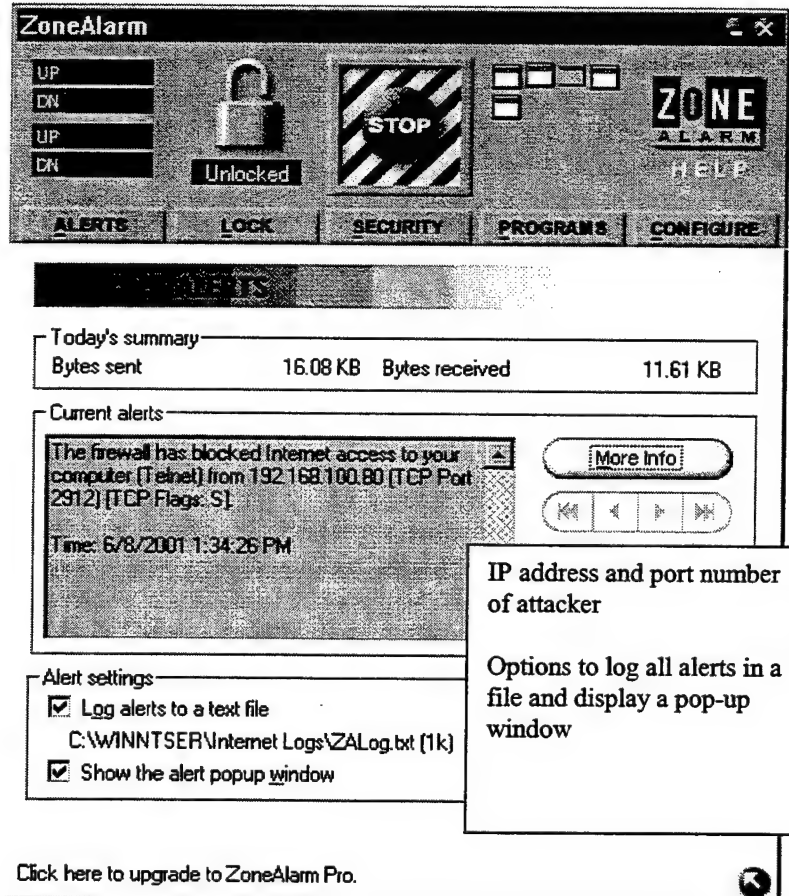 ZoneAlarm
UP
DN
UP
DN
Unlocked
STOP
ZONE
ALARM
HELP
ALERTS
LOCK
SECURITY
PROGRAMS
CONFIGURE
ALERTS
Today's summary
Bytes sent 16.08 KB Bytes received 11.61 KB
Current alerts
The firewall has blocked Internet access to your
computer (Telnet) from 192.168.100.80 (TCP Port
2912) [TCP Flags: S].
Time: 6/8/2001 1:34:26 PM
More Info
IP address and port number
of attacker
Options to log all alerts in a
file and display a pop-up
window
Alert settings
Log alerts to a text file
C:\WINNTSER\Internet Logs\ZALog.txt (1k)
Show the alert popup window
Click here to upgrade to ZoneAlarm Pro.